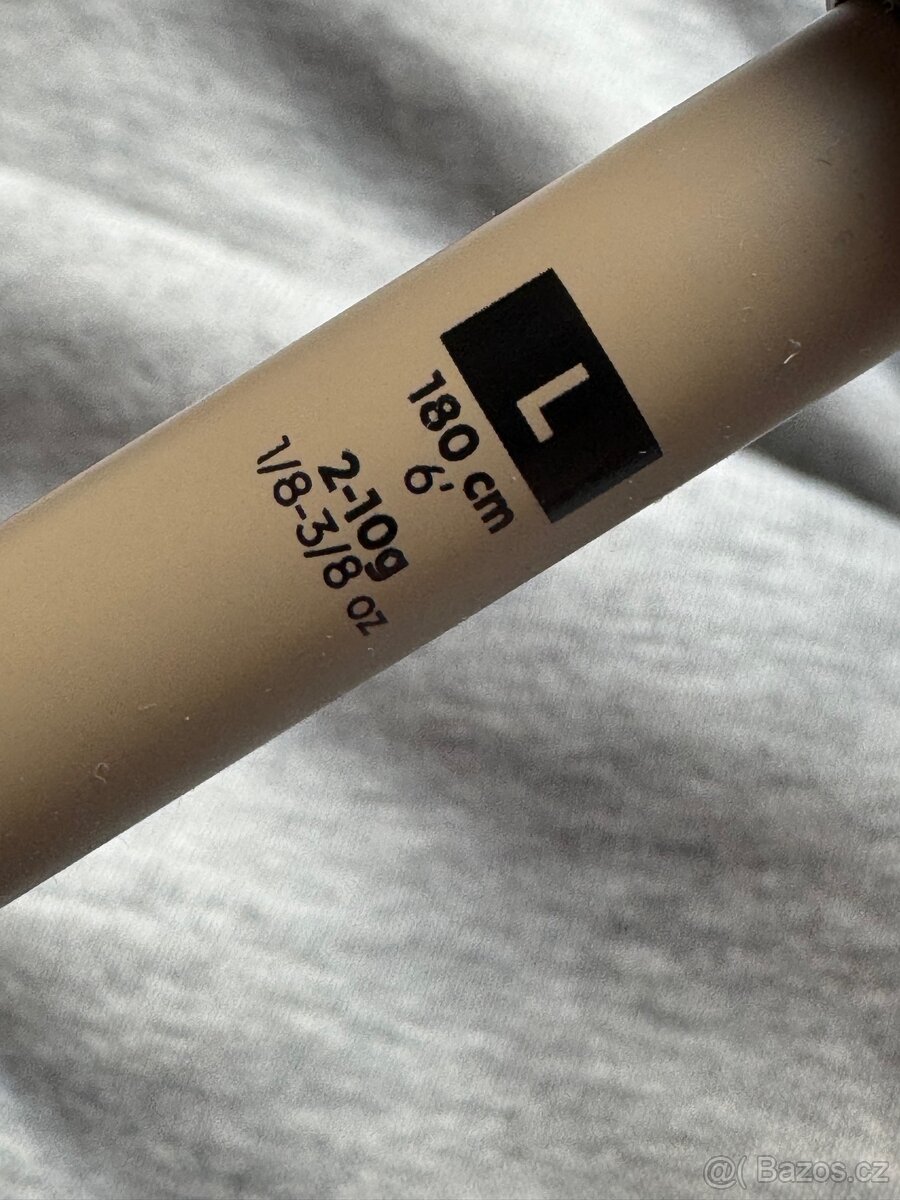 L
180 cm
6'
2-10g
1/8-3/8 oz
@( Bazos.cz